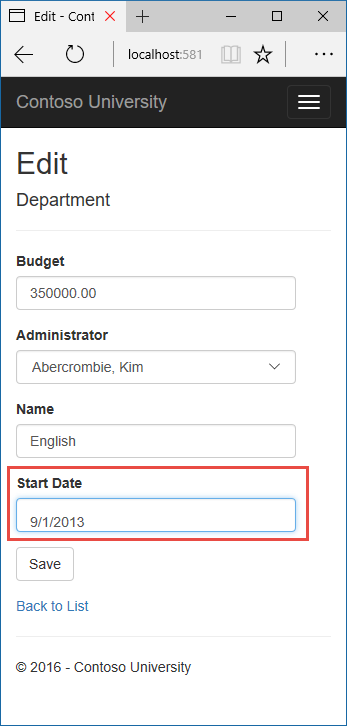 Edit - Cont
localhost:581
Contoso University
Edit
Department
Budget
350000.00
Administrator
Abercrombie, Kim
Name
English
Start Date
9/1/2013
Save
Back to List
© 2016 - Contoso University